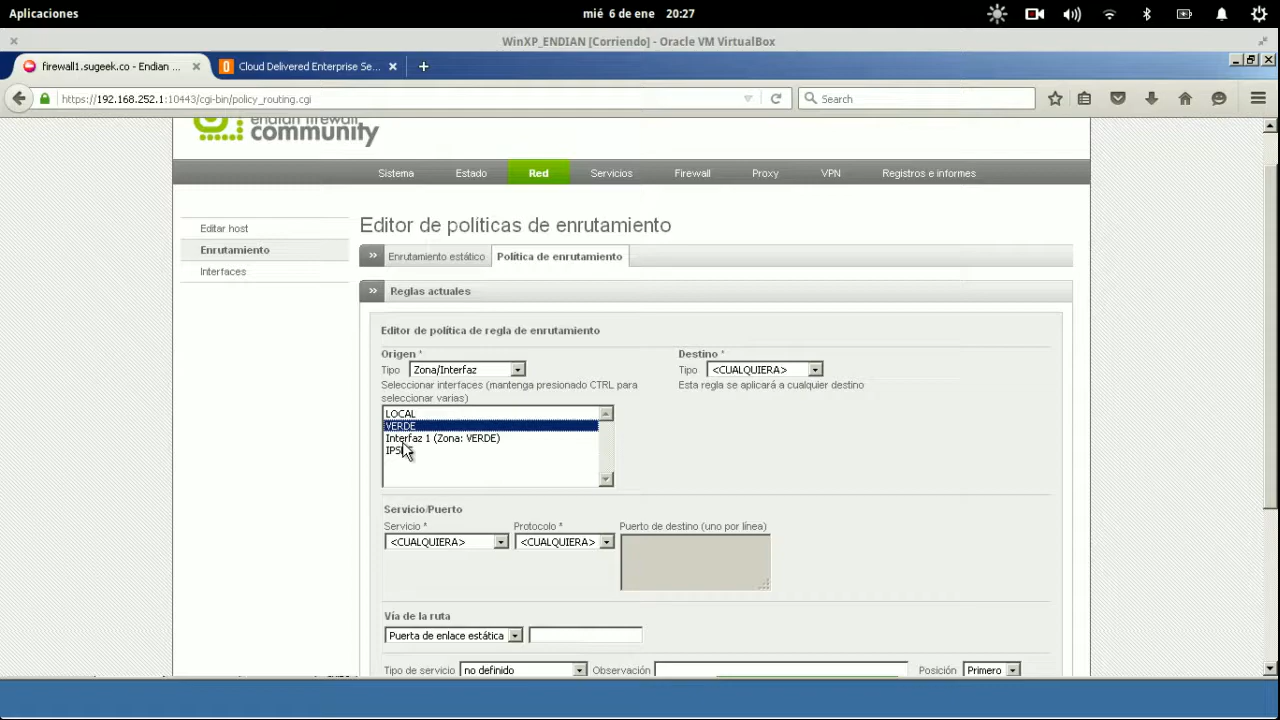 Aplicaciones
mié 6 de ene 20:27
WinXP_ENDIAN [Corriendo] - Oracle VM VirtualBox
firewall1.sugeek.co - Endian ...
Cloud Delivered Enterprise Se...
https://192.168.252.1:10443/cgi-bin/policy_routing.cgi
Search
endian firewall
community
Sistema
Estado
Red
Servicios
Firewall
Proxy
VPN
Registros e informes
Editar host
Enrutamiento
Interfaces
Editor de políticas de enrutamiento
Enrutamiento estático
Política de enrutamiento
Reglas actuales
Editor de política de regla de enrutamiento
Origen *
Destino *
Tipo Zona/Interfaz
Tipo <CUALQUIERA>
Seleccionar interfaces (mantenga presionado CTRL para
seleccionar varias)
Esta regla se aplicará a cualquier destino
LOCAL
VERDE
Interfaz 1 (Zona: VERDE)
Servicio/Puerto
Servicio *
Protocolo *
Puerto de destino (uno por línea)
<CUALQUIERA>
<CUALQUIERA>
Vía de la ruta
Puerta de enlace estática
Tipo de servicio no definido
Observación
Posición Primero